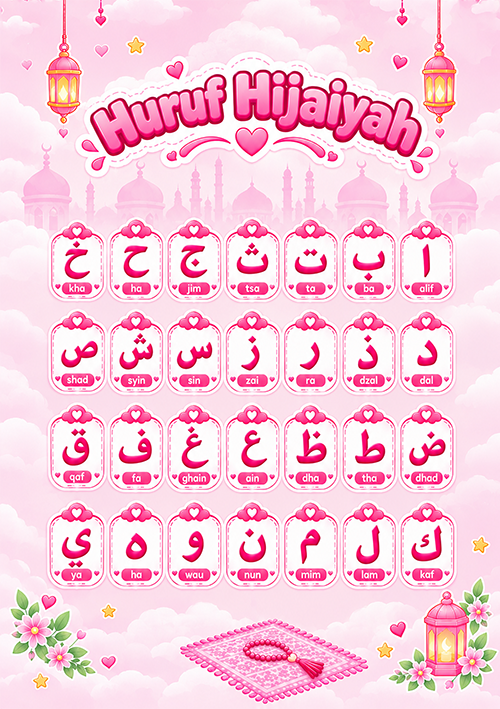 Huruf Hijaiyah
ا ب ت ث ج ح خ
alif ba ta tsa jim ha kha
د ذ ر ز س ش ص
dal dzal ra zai sin syin shad
ض ط ظ ع غ ف ق
dhad tha dha ain ghain fa qaf
ك ل م ن و ه ي
kaf lam mim nun wau ha ya